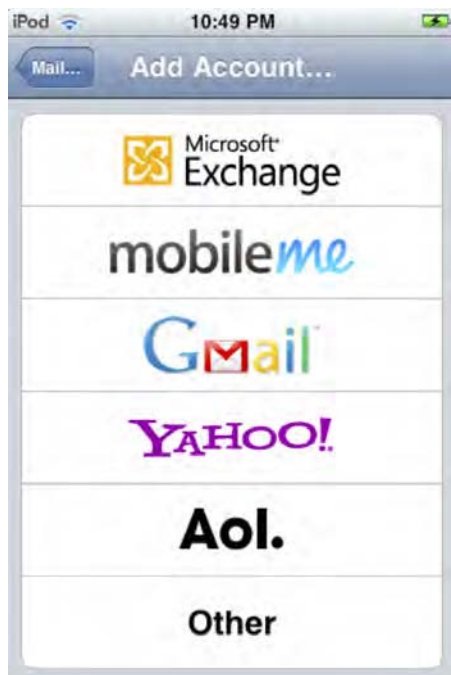 iPod 10:49 PM
Mail... Add Account...
Microsoft®
Exchange
mobileme
Gmail
YAHOO!
Aol.
Other